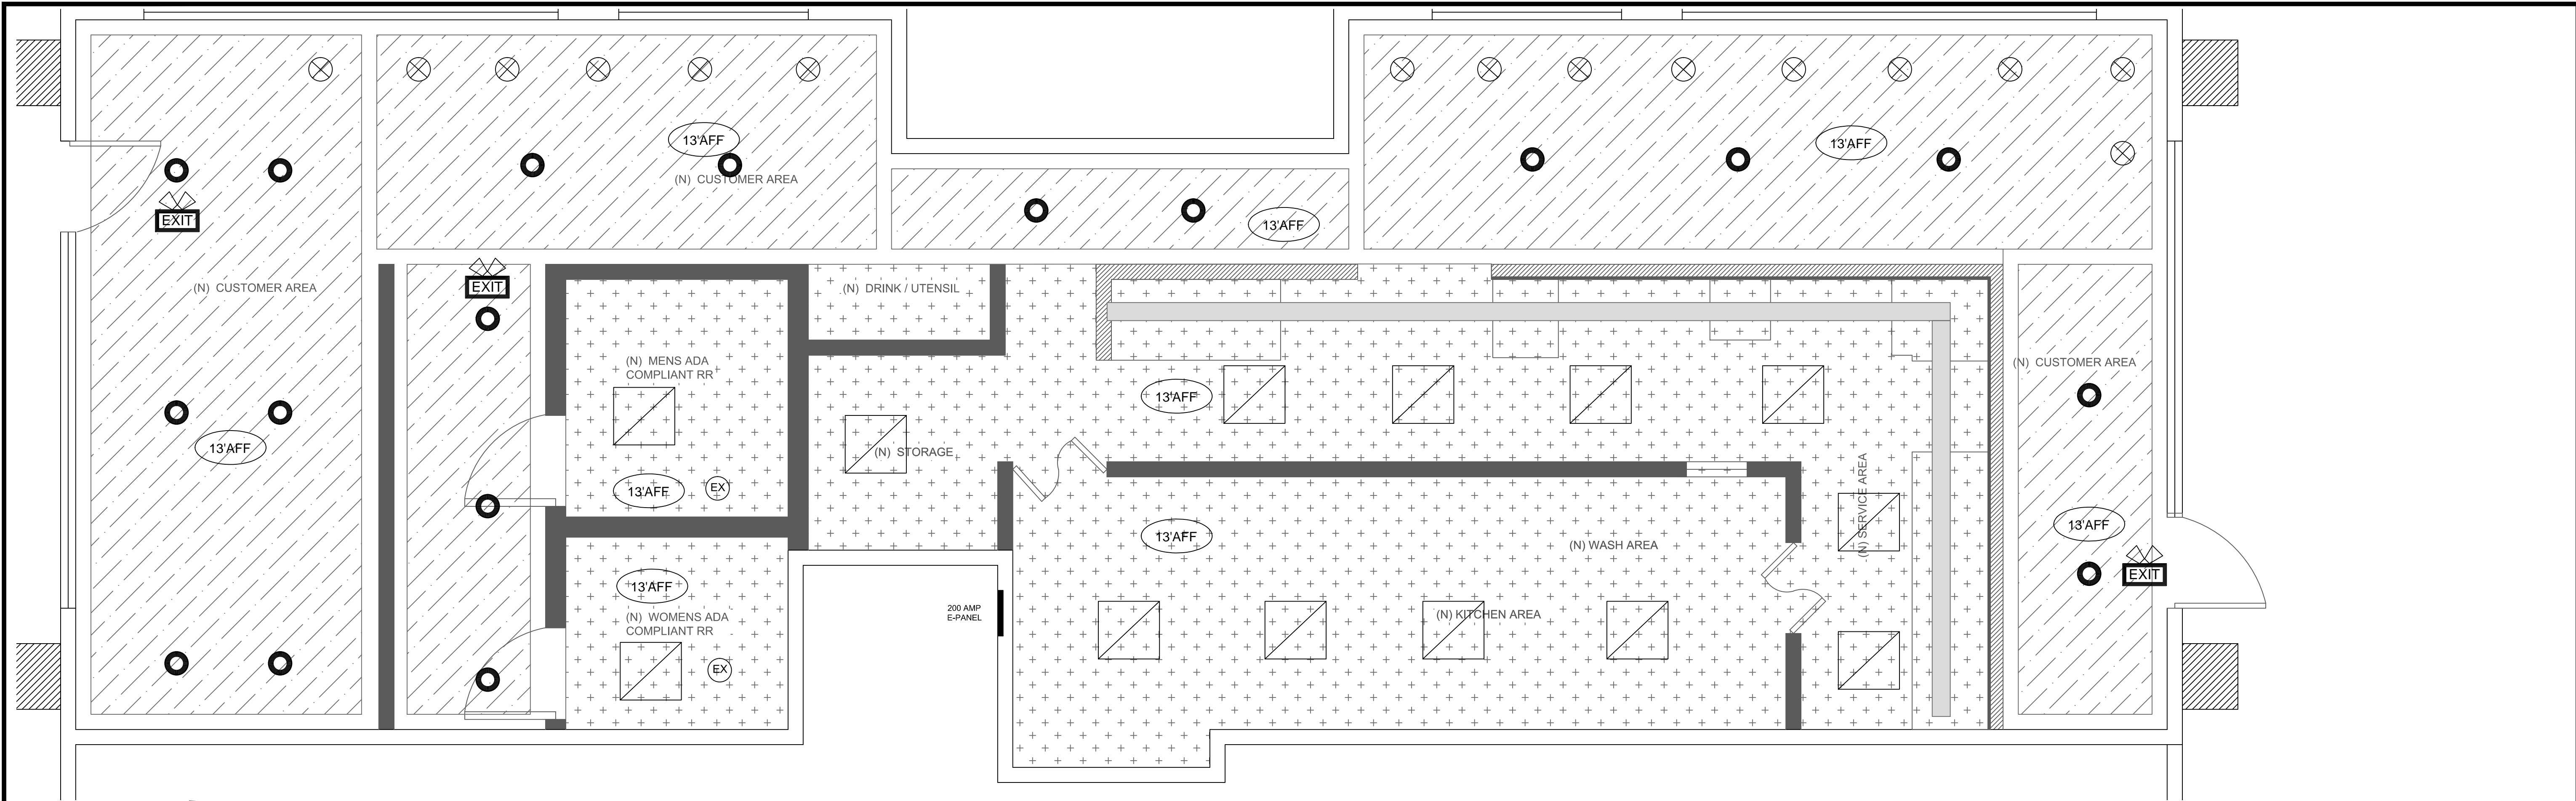 13'AFF
(N) CUSTOMER AREA
13'AFF
13'AFF
EXIT
EXIT
(N) CUSTOMER AREA
(N) DRINK / UTENSIL
(N) MENS ADA
COMPLIANT RR
(N) CUSTOMER AREA
13'AFF
13'AFF
(N) STORAGE
13'AFF
EX
(N) SERVICE AREA
13'AFF
13'AFF
(N) WASH AREA
EXIT
13'AFF
200 AMP
E-PANEL
(N) WOMENS ADA
COMPLIANT RR
(N) KITCHEN AREA
EX